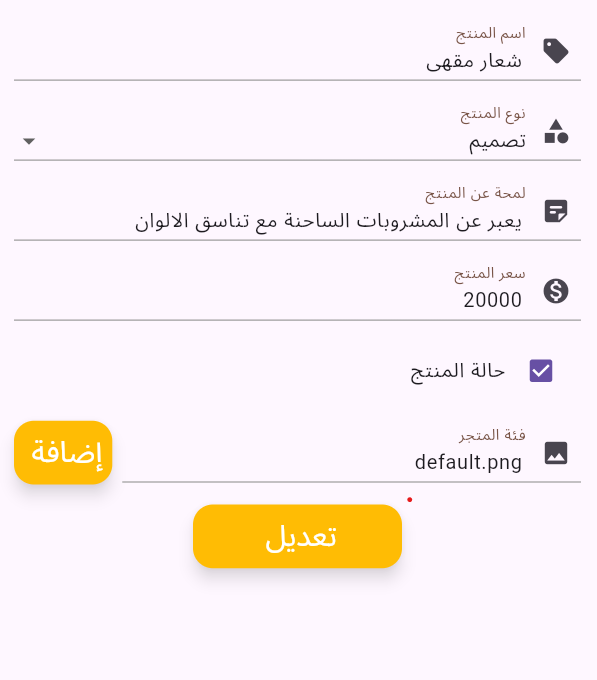 اسم المنتج
شعار مقهى
نوع المنتج
تصميم
لمحة عن المنتج
يعبر عن المشروبات الساحنة مع تناسق الالوان
سعر المنتج
20000
حالة المنتج
فئة المتجر
default.png
إضافة
تعديل